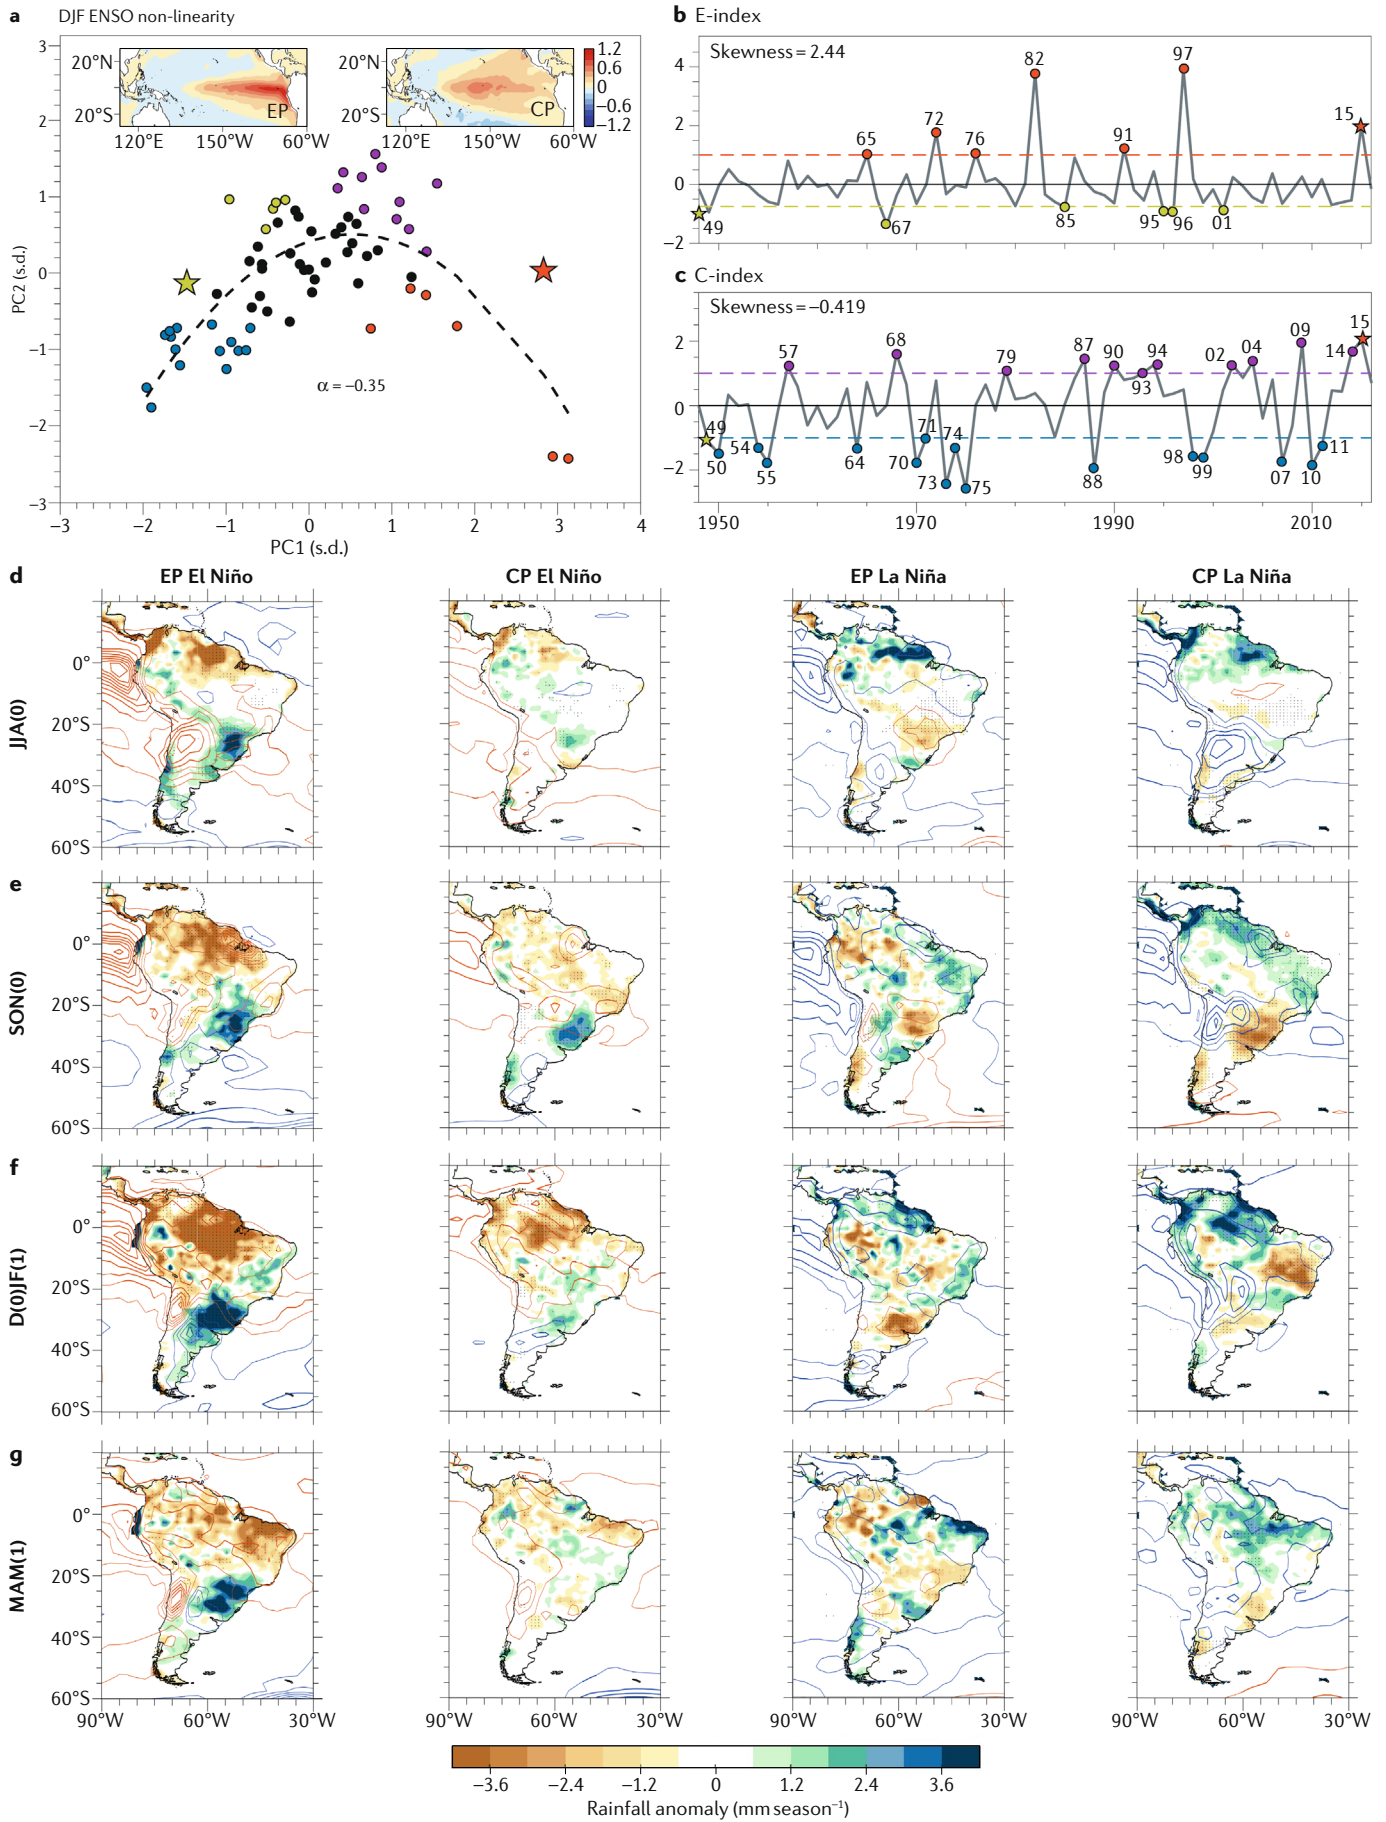 a DJF ENSO non-linearity
3
2
1
0
−1
−2
−3
PC2 (s.d.)
20°N
20°S
EP
120°E 150°W 60°W
20°N
20°S
CP
120°E 150°W 60°W
1.2
0.6
0
−0.6
−1.2
α = −0.35
−3 −2 −1 0 1 2 3 4
PC1 (s.d.)
b E-index
Skewness = 2.44
4
2
0
−2
49 65 67 72 76 82 85 91 95 96 97 01 15
c C-index
Skewness = −0.419
2
0
−2
49 50 54 55 57 64 68 70 71 73 74 75 79 87 88 90 93 94 98 99 02 04 07 09 10 11 14 15
1950 1970 1990 2010
d EP El Niño CP El Niño EP La Niña CP La Niña
JJA(0)
0°
20°S
40°S
60°S
e
SON(0)
0°
20°S
40°S
60°S
f
D(0)JF(1)
0°
20°S
40°S
60°S
g
MAM(1)
0°
20°S
40°S
60°S
90°W 60°W 30°W 90°W 60°W 30°W 90°W 60°W 30°W 90°W 60°W 30°W
−3.6 −2.4 −1.2 0 1.2 2.4 3.6
Rainfall anomaly (mm season⁻¹)